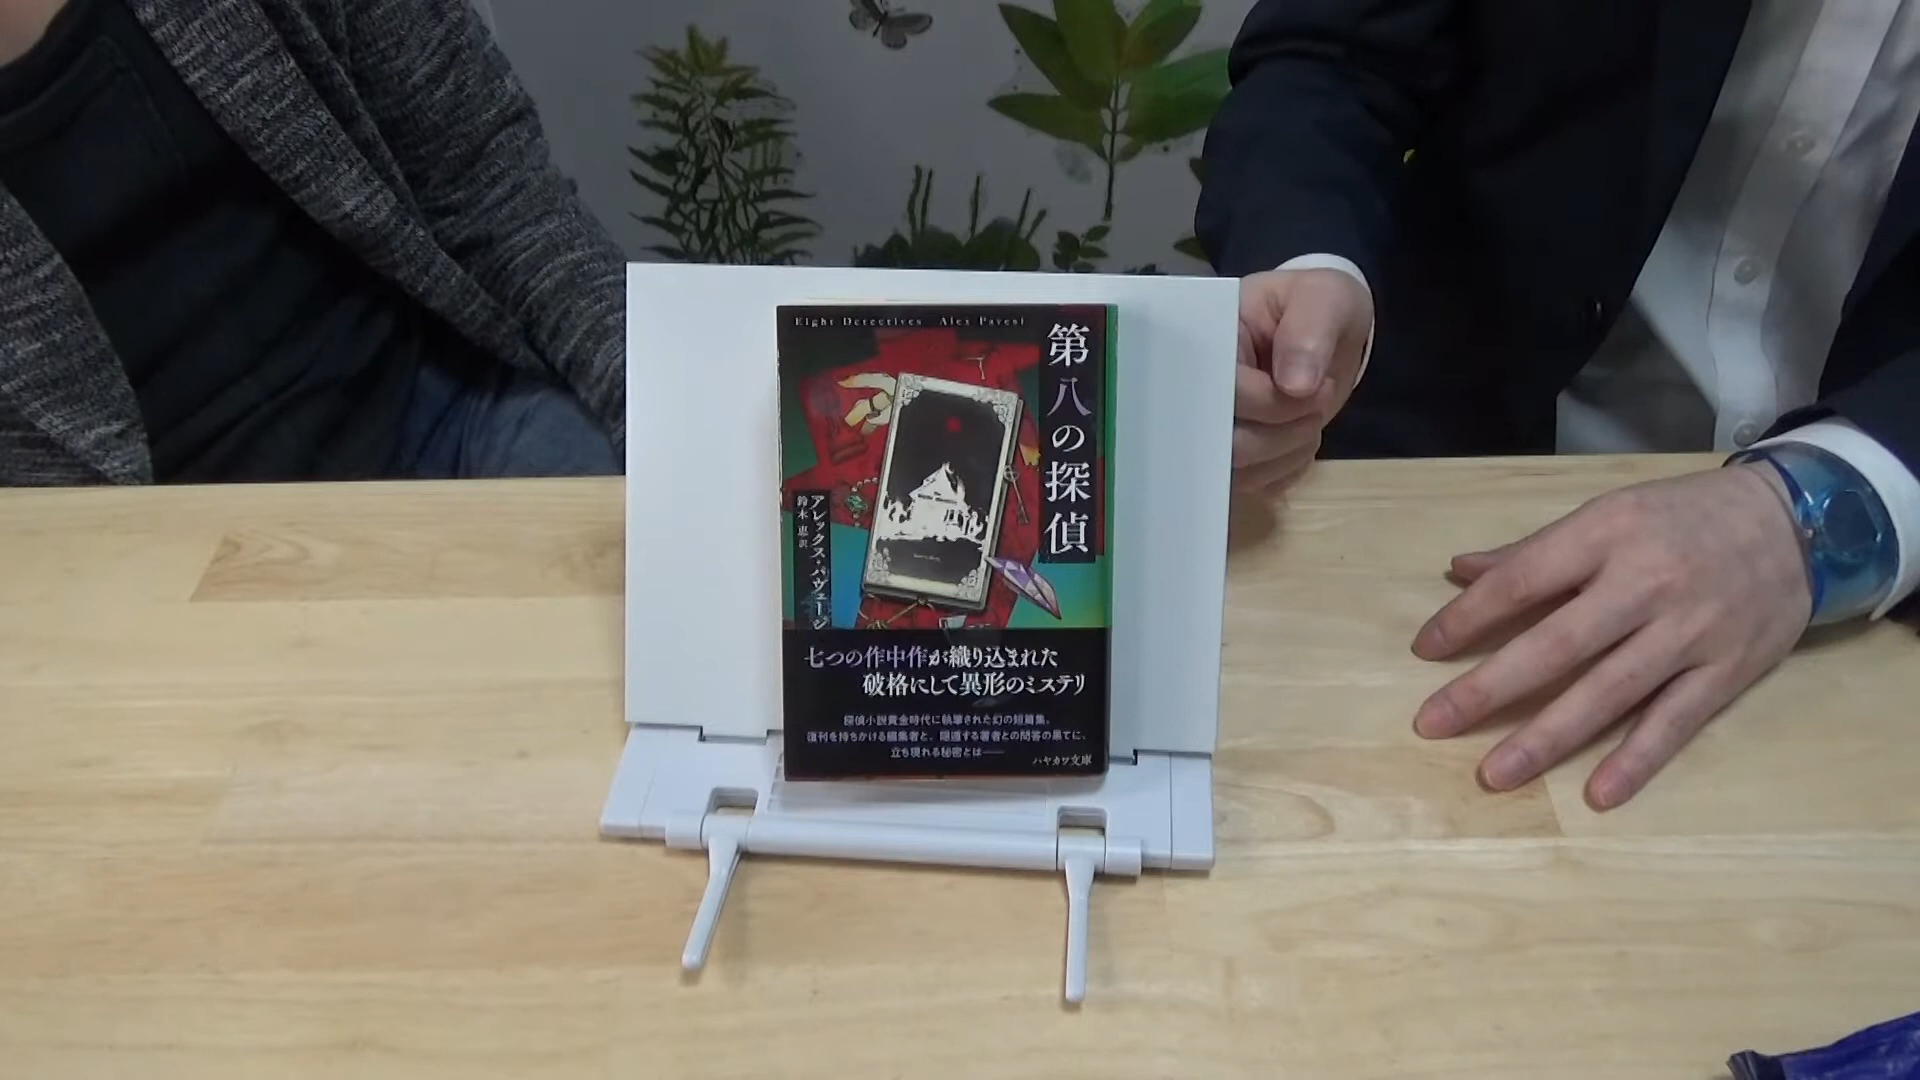 Eight Detectives Alex Pavesi
第八の探偵
アレックス・パヴェージ
鈴木 恵 訳
七つの作中作が織り込まれた
破格にして異形のミステリ
探偵小説黄金時代に執筆された幻の短篇集。
復刊を持ちかける編集者と、隠遁する著者との問答の果てに、
立ち現れる秘密とは――
ハヤカワ文庫